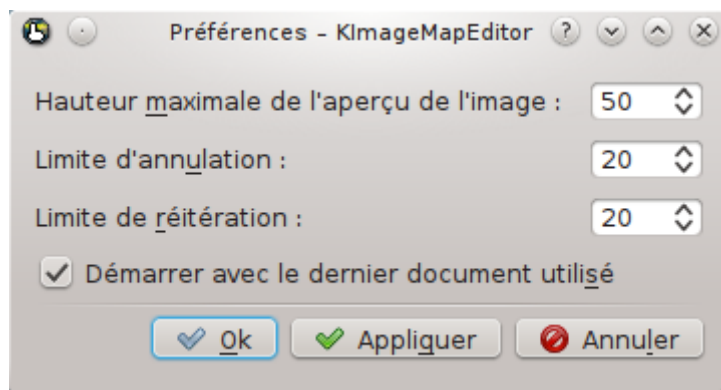 Préférences – KImageMapEditor
Hauteur maximale de l'aperçu de l'image : 50
Limite d'annulation : 20
Limite de réitération : 20
Démarrer avec le dernier document utilisé
Ok Appliquer Annuler